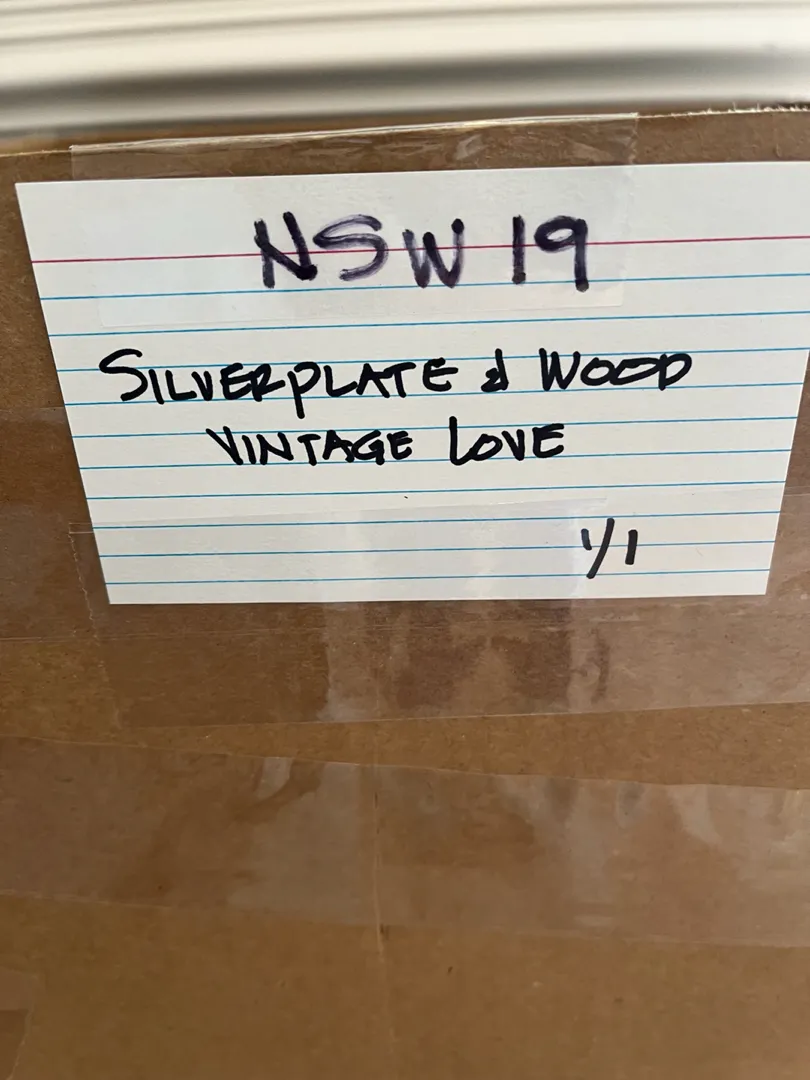 NSW 19
SILVERPLATE & WOOD
VINTAGE LOVE
1/1